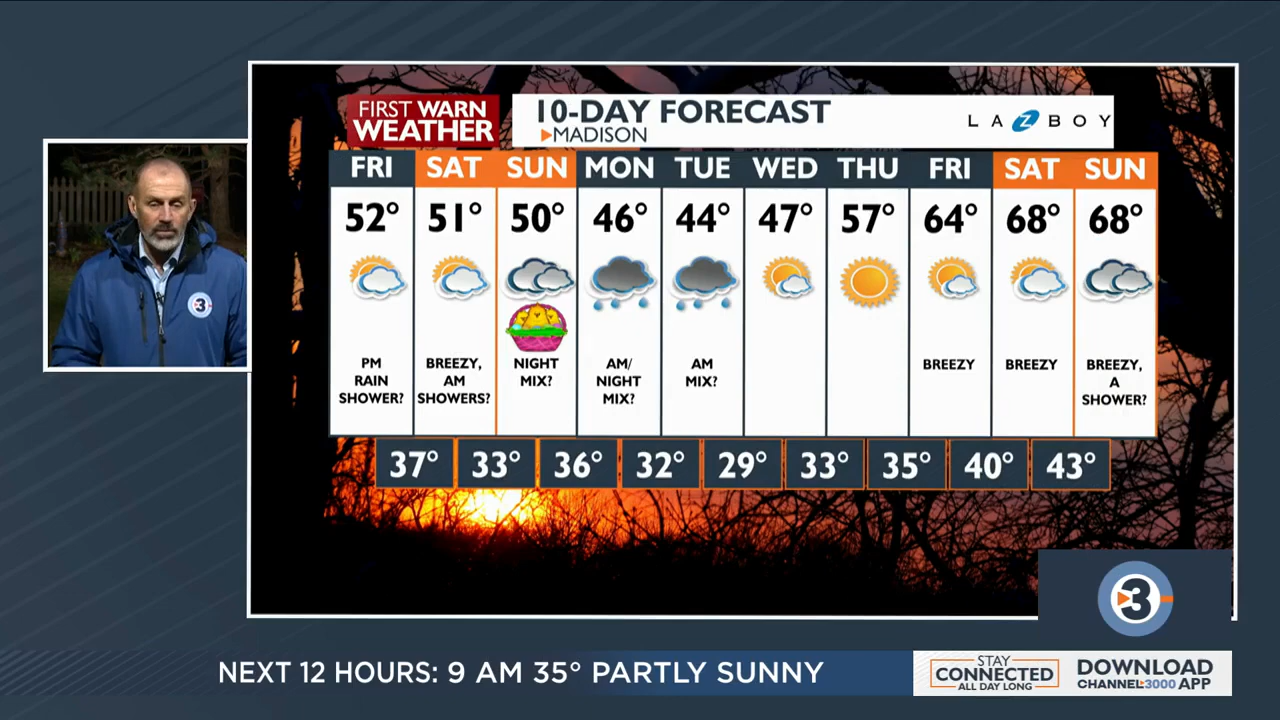 FIRST WARN
WEATHER
10-DAY FORECAST
MADISON
LAZBOY
FRI SAT SUN MON TUE WED THU FRI SAT SUN
52° 51° 50° 46° 44° 47° 57° 64° 68° 68°
PM
RAIN
SHOWER?
BREEZY,
AM
SHOWERS?
NIGHT
MIX?
AM/
NIGHT
MIX?
AM
MIX?
BREEZY
BREEZY
BREEZY,
A
SHOWER?
37° 33° 36° 32° 29° 33° 35° 40° 43°
3
3
NEXT 12 HOURS: 9 AM 35° PARTLY SUNNY
STAY
CONNECTED
ALL DAY LONG
DOWNLOAD
CHANNEL3000 APP